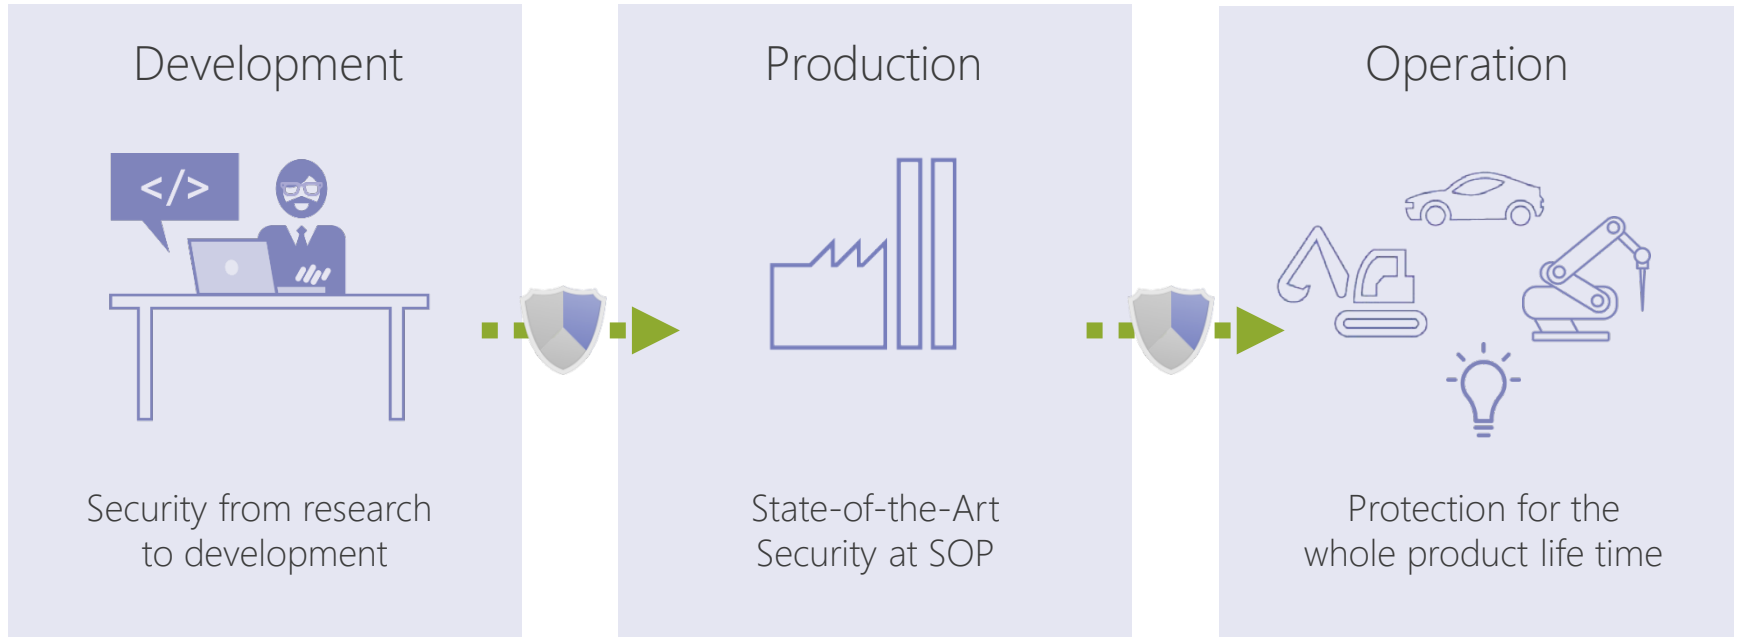 Development
</>
Security from research
to development
Production
State-of-the-Art
Security at SOP
Operation
Protection for the
whole product life time